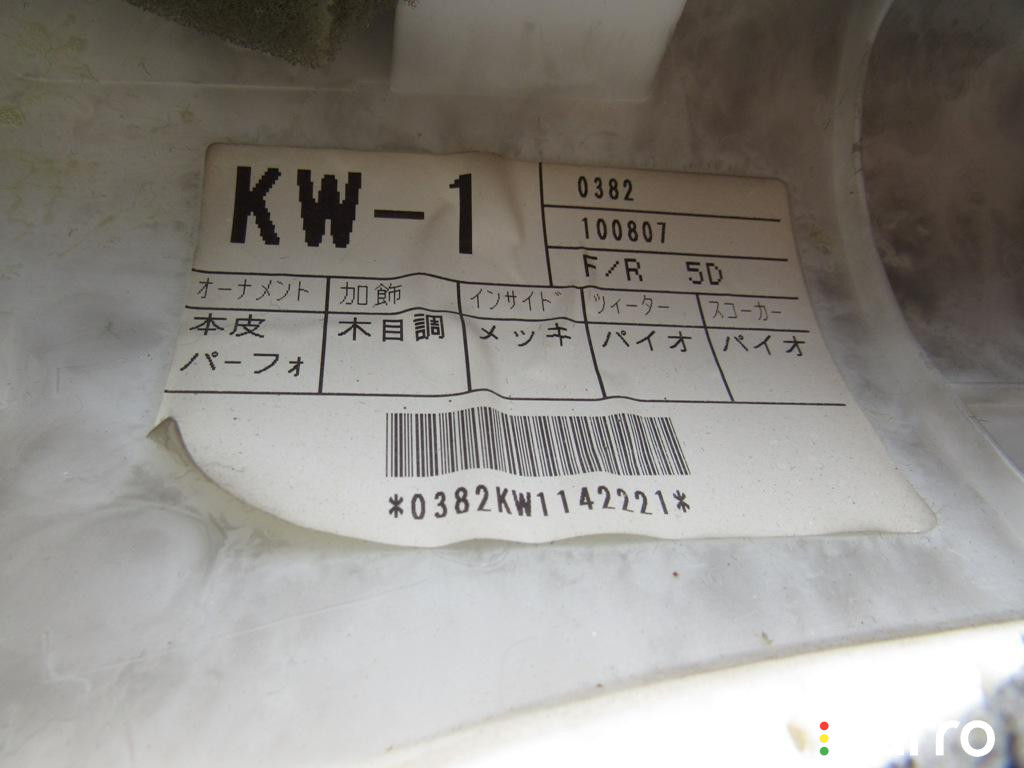 KW-1
0382
100807
F/R 5D
オーナメント 加飾 インサイド ツィーター スコーカー
本皮 木目調 メッキ パイオ パイオ
パーフォ
*0382KW1142221*